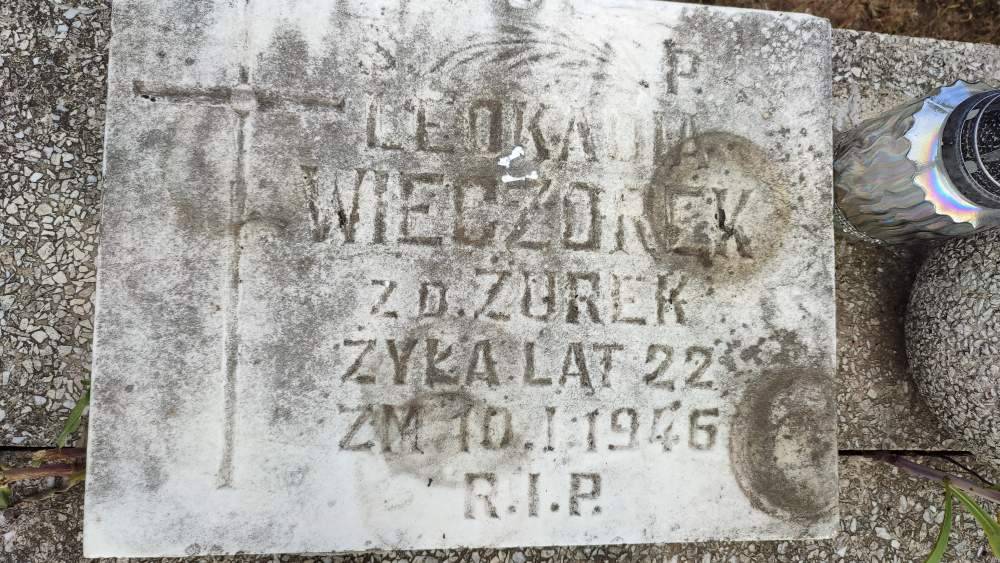 P.
LEOKADIA
WIECZOREK
Z D. ŻUREK
ŻYŁA LAT 22
ZM 10.I.1946
R.I.P.